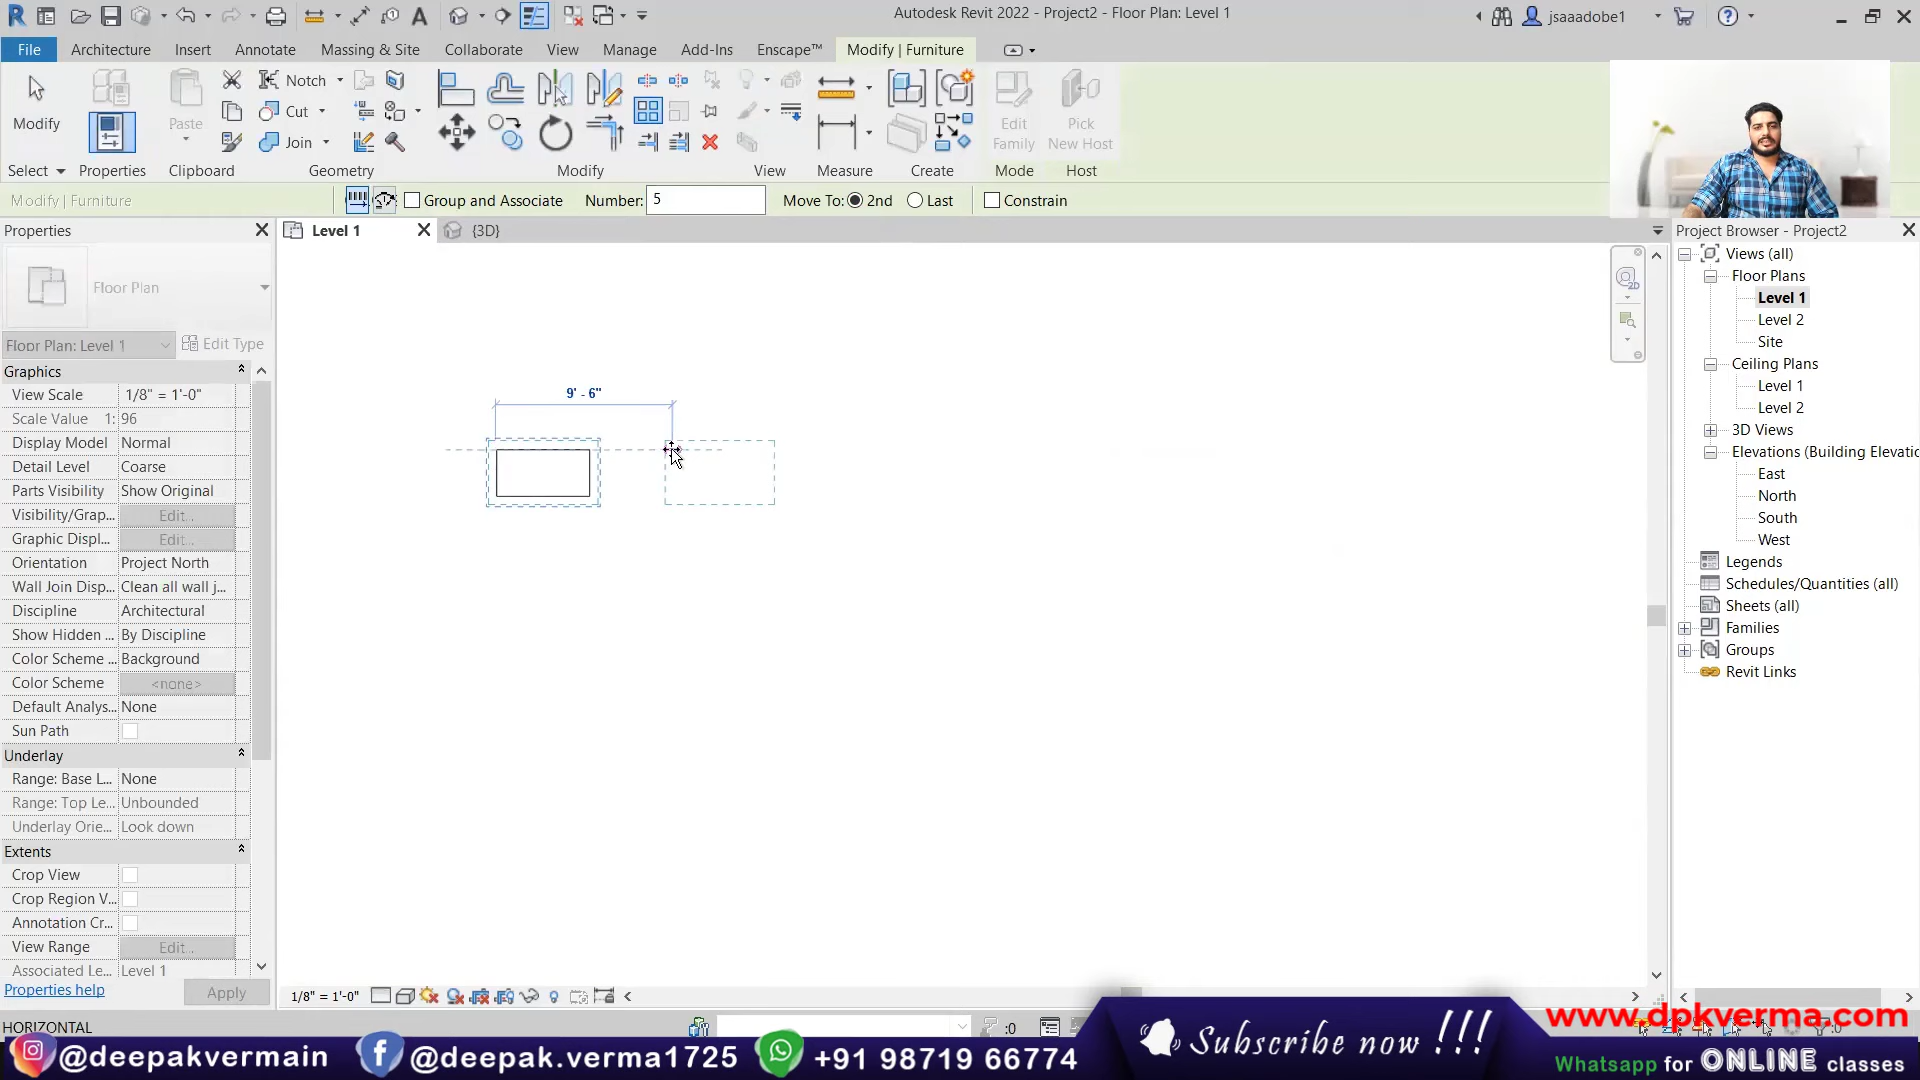 Autodesk Revit 2022 - Project2 - Floor Plan: Level 1
jsaaadobe1
File Architecture Insert Annotate Massing & Site Collaborate View Manage Add-Ins Enscape™ Modify | Furniture
Modify
Paste
Notch
Cut
Join
Edit
Family
Pick
New Host
Select Properties Clipboard Geometry Modify View Measure Create Mode Host
Modify | Furniture
Group and Associate Number: 5 Move To: 2nd Last Constrain
Properties
Level 1
{3D}
Project Browser - Project2
Floor Plan
Floor Plan: Level 1 Edit Type
Graphics
View Scale 1/8" = 1'-0"
Scale Value 1: 96
Display Model Normal
Detail Level Coarse
Parts Visibility Show Original
Visibility/Grap... Edit...
Graphic Displ... Edit...
Orientation Project North
Wall Join Disp... Clean all wall j...
Discipline Architectural
Show Hidden ... By Discipline
Color Scheme ... Background
Color Scheme <none>
Default Analys... None
Sun Path
Underlay
Range: Base L... None
Range: Top Le... Unbounded
Underlay Orie... Look down
Extents
Crop View
Crop Region V...
Annotation Cr...
View Range Edit...
Associated Le... Level 1
Properties help Apply
9' - 6"
2D
Views (all)
Floor Plans
Level 1
Level 2
Site
Ceiling Plans
Level 1
Level 2
3D Views
Elevations (Building Elevatio
East
North
South
West
Legends
Schedules/Quantities (all)
Sheets (all)
Families
Groups
Revit Links
1/8" = 1'-0"
HORIZONTAL
:0
:0
@deepakvermain
@deepak.verma1725
+91 98719 66774
Subscribe now !!!
www.dpkverma.com
Whatsapp for ONLINE classes